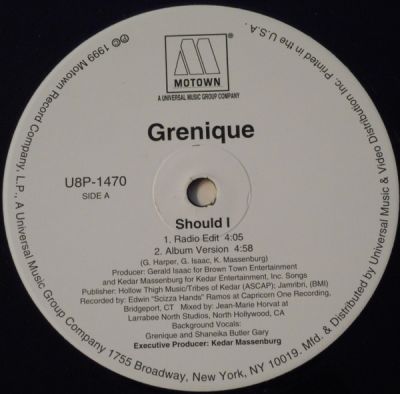 MOTOWN
A UNIVERSAL MUSIC GROUP COMPANY
Grenique
U8P-1470
SIDE A
Should I
1. Radio Edit 4:05
2. Album Version 4:58
(G. Harper, G. Isaac, K. Massenburg)
Producer: Gerald Isaac for Brown Town Entertainment
and Kedar Massenburg for Kedar Entertainment, Inc. Songs
Publisher: Hollow Thigh Music/Tribes of Kedar (ASCAP); Jamribri, (BMI)
Recorded by: Edwin "Scizza Hands" Ramos at Capricorn One Recording,
Bridgeport, CT Mixed by: Jean-Marie Horvat at
Larrabee North Studios, North Hollywood, CA
Background Vocals:
Grenique and Shaneika Butler Gary
Executive Producer: Kedar Massenburg
℗© 1999 Motown Record Company, L.P., A Universal Music Group Company 1755 Broadway, New York, NY 10019. Mfd. & Distributed by Universal Music & Video Distribution Inc. Printed in the U.S.A.